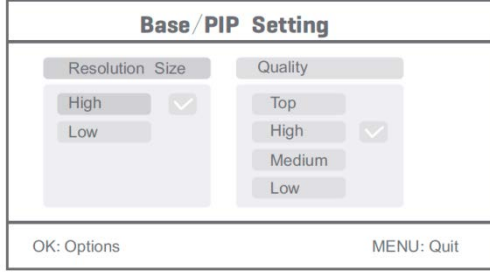 Base/PIP Setting
Resolution Size
High
Low
Quality
Top
High
Medium
Low
OK: Options
MENU: Quit